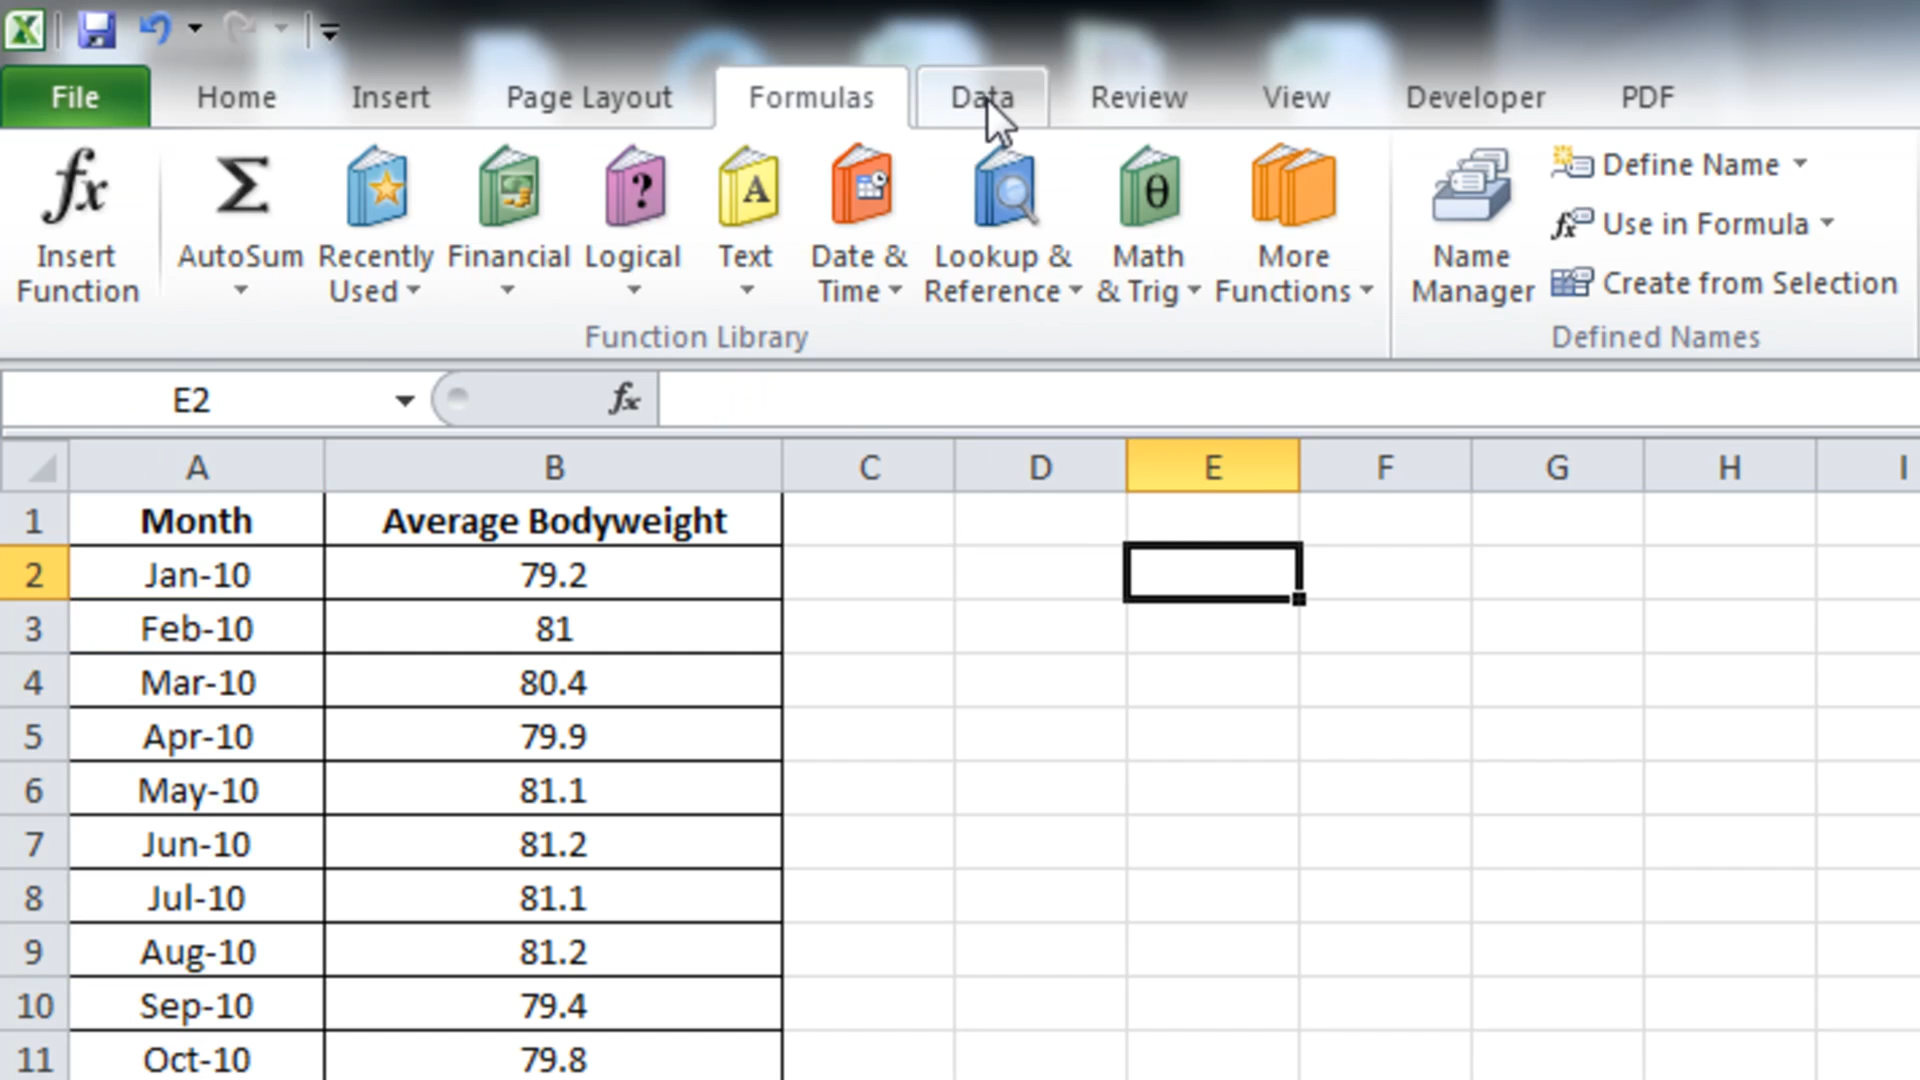 File Home Insert Page Layout Formulas Data Review View Developer PDF
Insert Function
AutoSum
Recently Used
Financial
Logical
Text
Date & Time
Lookup & Reference
Math & Trig
More Functions
Function Library
Name Manager
Define Name
Use in Formula
Create from Selection
Defined Names
E2 fx
A B C D E F G H I
1 Month Average Bodyweight
2 Jan-10 79.2
3 Feb-10 81
4 Mar-10 80.4
5 Apr-10 79.9
6 May-10 81.1
7 Jun-10 81.2
8 Jul-10 81.1
9 Aug-10 81.2
10 Sep-10 79.4
11 Oct-10 79.8